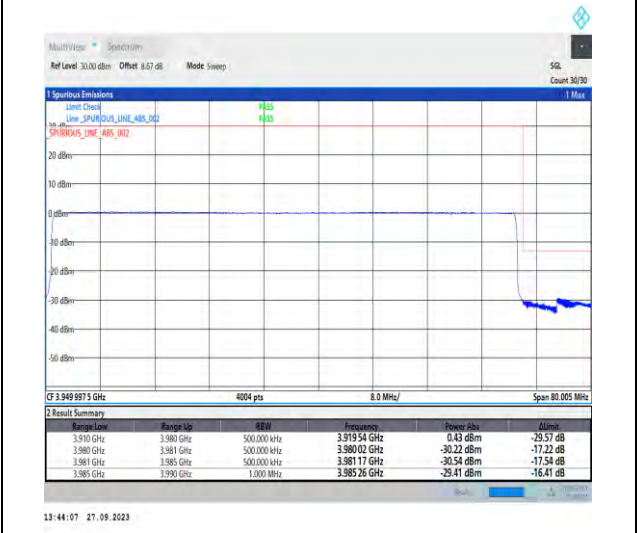 MultiView Spectrum
Ref Level 30.00 dBm Offset 8.67 dB Mode Sweep SGL
Count 30/30
1 Spurious Emissions 1 Max
Limit Check PASS
Line _SPURIOUS_LINE_ABS_002 PASS
_SPURIOUS_LINE_ABS_002
20 dBm
10 dBm
0 dBm
-10 dBm
-20 dBm
-30 dBm
-40 dBm
-50 dBm
CF 3.949 997 5 GHz 4004 pts 8.0 MHz/ Span 80.005 MHz
2 Result Summary
Range Low Range Up RBW Frequency Power Abs ΔLimit
3.910 GHz 3.980 GHz 500.000 kHz 3.919 54 GHz 0.43 dBm -29.57 dB
3.980 GHz 3.981 GHz 500.000 kHz 3.980 02 GHz -30.22 dBm -17.22 dB
3.981 GHz 3.985 GHz 500.000 kHz 3.981 17 GHz -30.54 dBm -17.54 dB
3.985 GHz 3.990 GHz 1.000 MHz 3.985 26 GHz -29.41 dBm -16.41 dB
13:44:07 27.09.2023